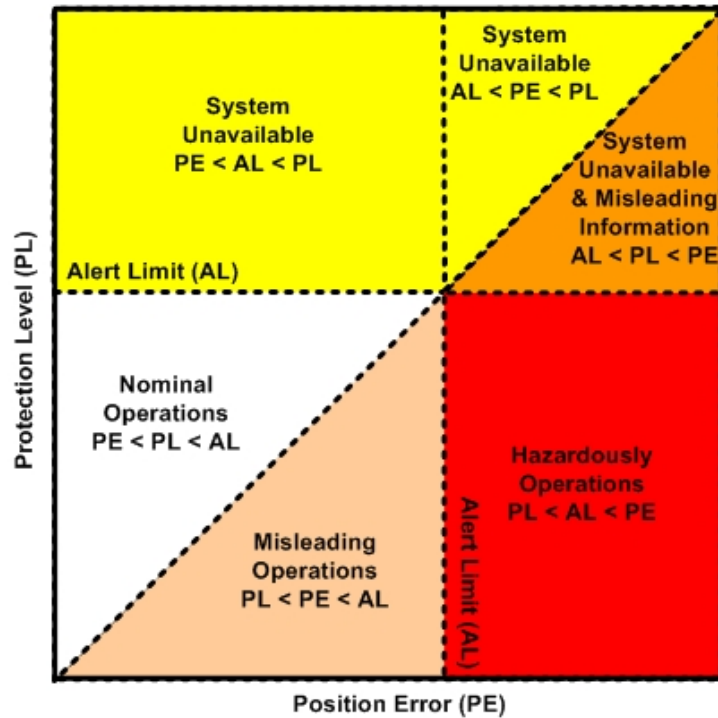 System
Unavailable
AL < PE < PL
System
Unavailable
PE < AL < PL
System
Unavailable
& Misleading
Information
AL < PL < PE
Alert Limit (AL)
Protection Level (PL)
Nominal
Operations
PE < PL < AL
Hazardously
Operations
PL < AL < PE
Misleading
Operations
PL < PE < AL
Alert Limit (AL)
Position Error (PE)